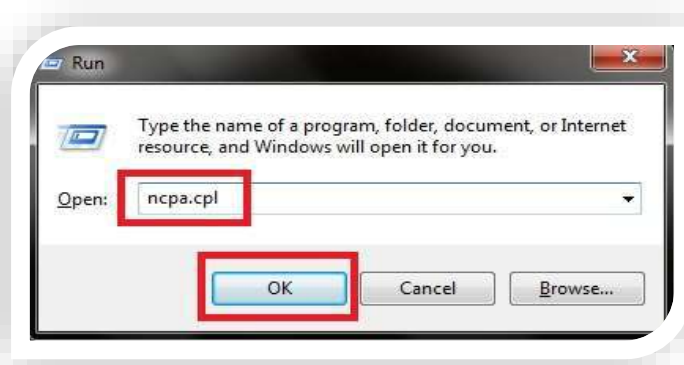 Run
Type the name of a program, folder, document, or Internet
resource, and Windows will open it for you.
Open: ncpa.cpl
OK Cancel Browse...